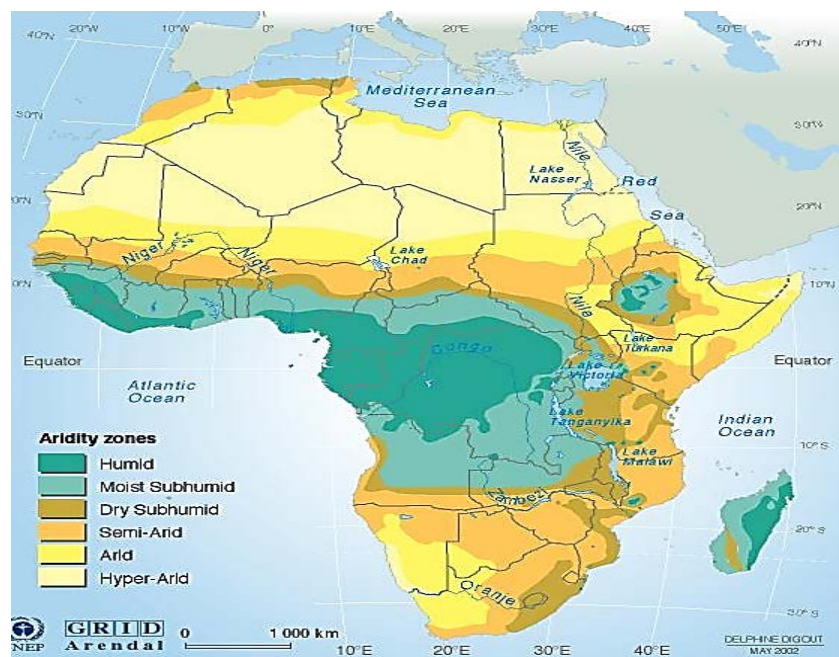 20°W
10°W
0°
10°E
20°E
30°E
40°E
50°E
40°N
40°N
Mediterranean
Sea
30°N
30°N
Nile
Lake
Nasser
Red
Sea
20°N
20°N
Niger
Niger
Lake
Chad
Nile
10°N
Lake
Turkana
Equator
Congo
Lake
Victoria
Equator
Atlantic
Ocean
Lake
Tanganyika
Indian
Ocean
10°S
Lake
Malawi
Zambezi
20°S
Oranje
30°S
Aridity zones
Humid
Moist Subhumid
Dry Subhumid
Semi-Arid
Arid
Hyper-Arid
NEP
GRID
Arendal
0
1 000 km
10°E
20°E
30°E
40°E
DELPHINE DIGOUT
MAY 2002